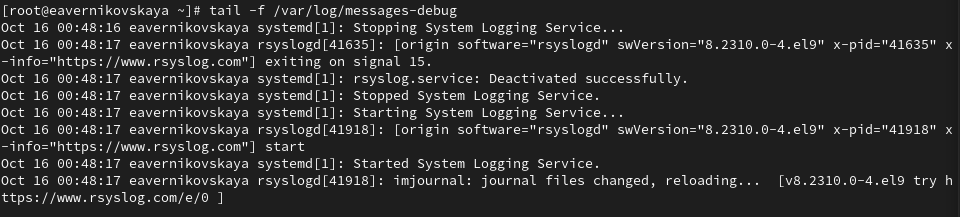 [root@eavernikovskaya ~]# tail -f /var/log/messages-debug
Oct 16 00:48:16 eavernikovskaya systemd[1]: Stopping System Logging Service...
Oct 16 00:48:17 eavernikovskaya rsyslogd[41635]: [origin software="rsyslogd" swVersion="8.2310.0-4.el9" x-pid="41635" x
-info="https://www.rsyslog.com"] exiting on signal 15.
Oct 16 00:48:17 eavernikovskaya systemd[1]: rsyslog.service: Deactivated successfully.
Oct 16 00:48:17 eavernikovskaya systemd[1]: Stopped System Logging Service.
Oct 16 00:48:17 eavernikovskaya systemd[1]: Starting System Logging Service...
Oct 16 00:48:17 eavernikovskaya rsyslogd[41918]: [origin software="rsyslogd" swVersion="8.2310.0-4.el9" x-pid="41918" x
-info="https://www.rsyslog.com"] start
Oct 16 00:48:17 eavernikovskaya systemd[1]: Started System Logging Service.
Oct 16 00:48:17 eavernikovskaya rsyslogd[41918]: imjournal: journal files changed, reloading...  [v8.2310.0-4.el9 try h
ttps://www.rsyslog.com/e/0 ]